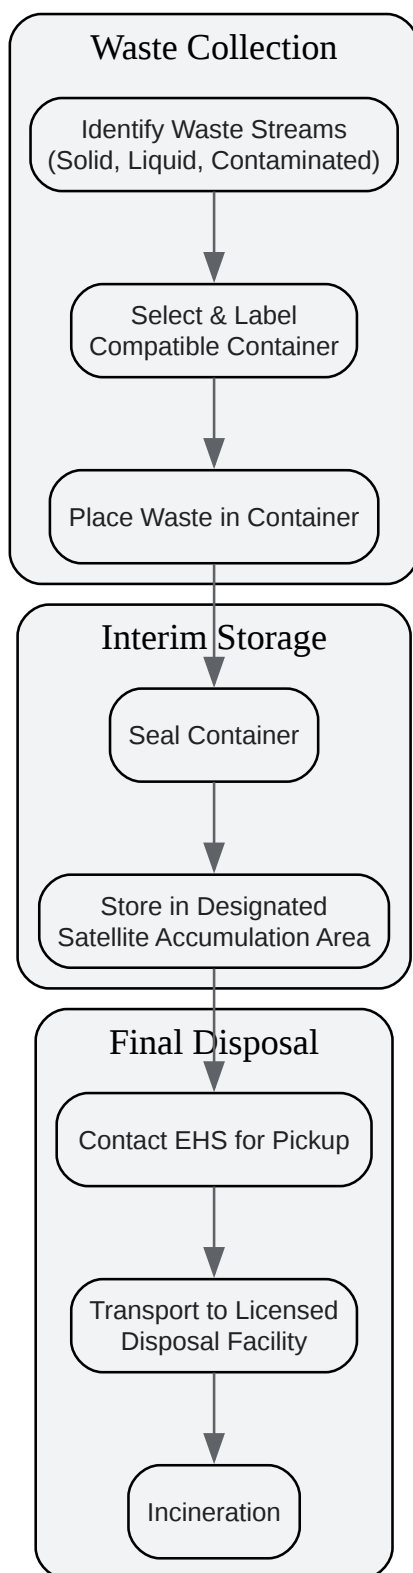 Waste Collection
Identify Waste Streams
(Solid, Liquid, Contaminated)
Select & Label
Compatible Container
Place Waste in Container
Interim Storage
Seal Container
Store in Designated
Satellite Accumulation Area
Final Disposal
Contact EHS for Pickup
Transport to Licensed
Disposal Facility
Incineration